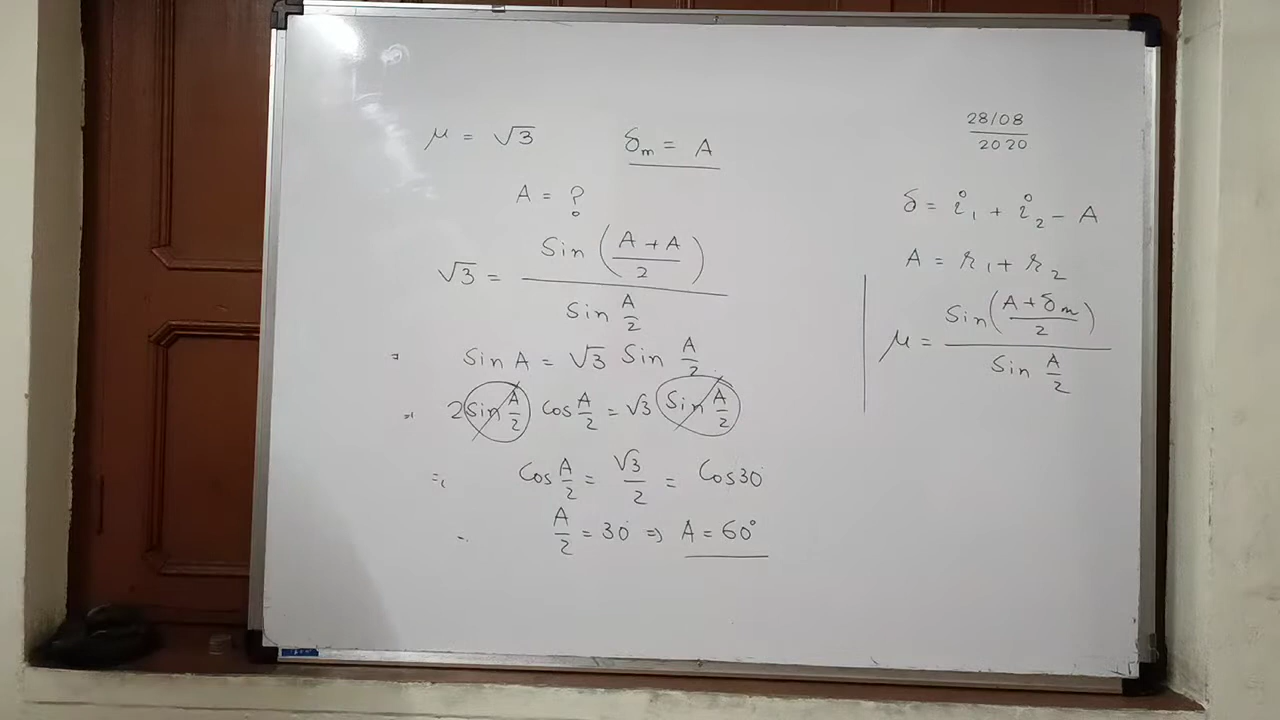 μ = √3    δm = A
A = ?
√3 = Sin((A + A)/2) / Sin A/2
⇒ Sin A = √3 Sin A/2
⇒ 2 Sin A/2 Cos A/2 = √3 Sin A/2
⇒ Cos A/2 = √3/2 = Cos30
A/2 = 30° ⇒ A = 60°
28/08
2020
δ = i₁ + i₂ - A
A = r₁ + r₂
μ = Sin((A + δm)/2) / Sin A/2